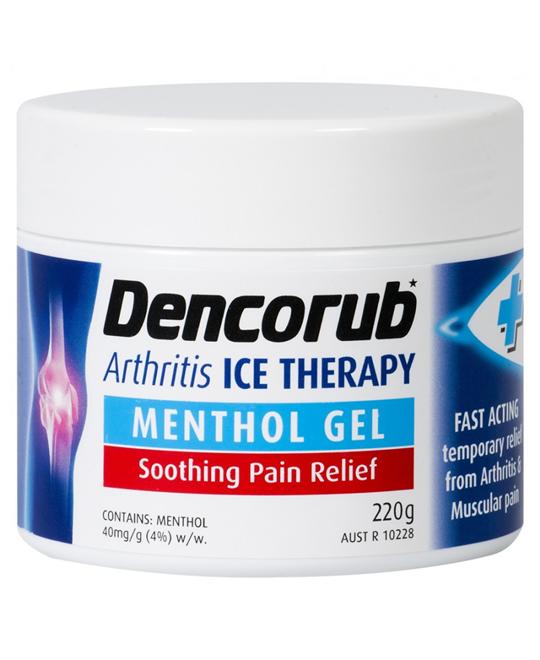 Dencorub*
Arthritis ICE THERAPY
MENTHOL GEL
Soothing Pain Relief
CONTAINS: MENTHOL
40mg/g (4%) w/w.
220g
AUST R 10228
FAST ACTING
temporary relief
from Arthritis &
Muscular pain